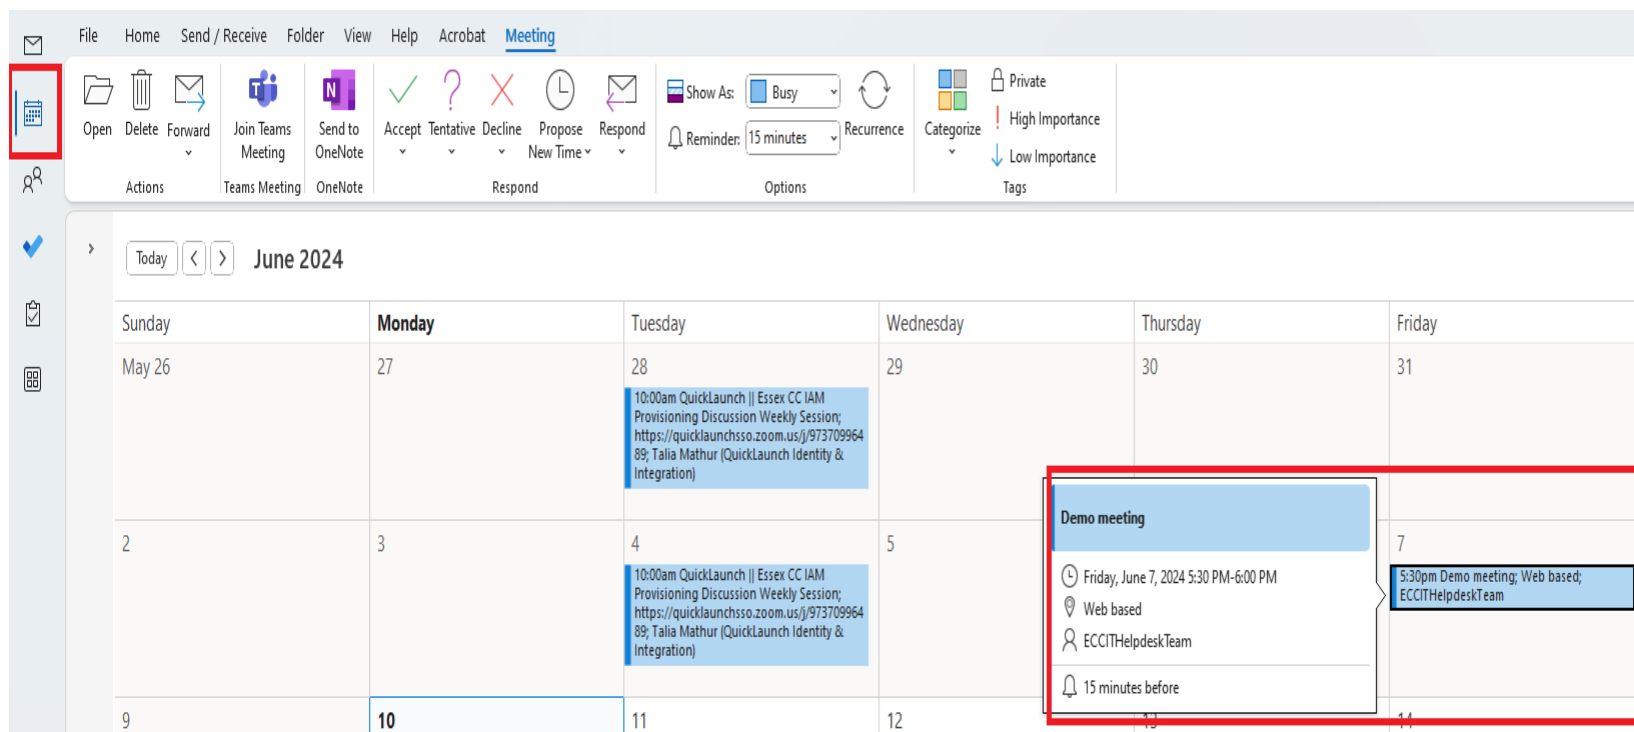 File Home Send / Receive Folder View Help Acrobat Meeting
Open Delete Forward Join Teams Meeting Send to OneNote Accept Tentative Decline Propose New Time Respond
Show As: Busy
Reminder: 15 minutes
Recurrence
Categorize
Private
High Importance
Low Importance
Actions Teams Meeting OneNote Respond Options Tags
Today June 2024
Sunday Monday Tuesday Wednesday Thursday Friday
May 26 27 28 29 30 31
10:00am QuickLaunch || Essex CC IAM
Provisioning Discussion Weekly Session;
https://quicklaunchsso.zoom.us/j/973709964
89; Talia Mathur (QuickLaunch Identity &
Integration)
2 3 4 5 7
10:00am QuickLaunch || Essex CC IAM
Provisioning Discussion Weekly Session;
https://quicklaunchsso.zoom.us/j/973709964
89; Talia Mathur (QuickLaunch Identity &
Integration)
Demo meeting
Friday, June 7, 2024 5:30 PM-6:00 PM
Web based
ECCITHelpdeskTeam
15 minutes before
5:30pm Demo meeting; Web based;
ECCITHelpdeskTeam
9 10 11 12 13 14